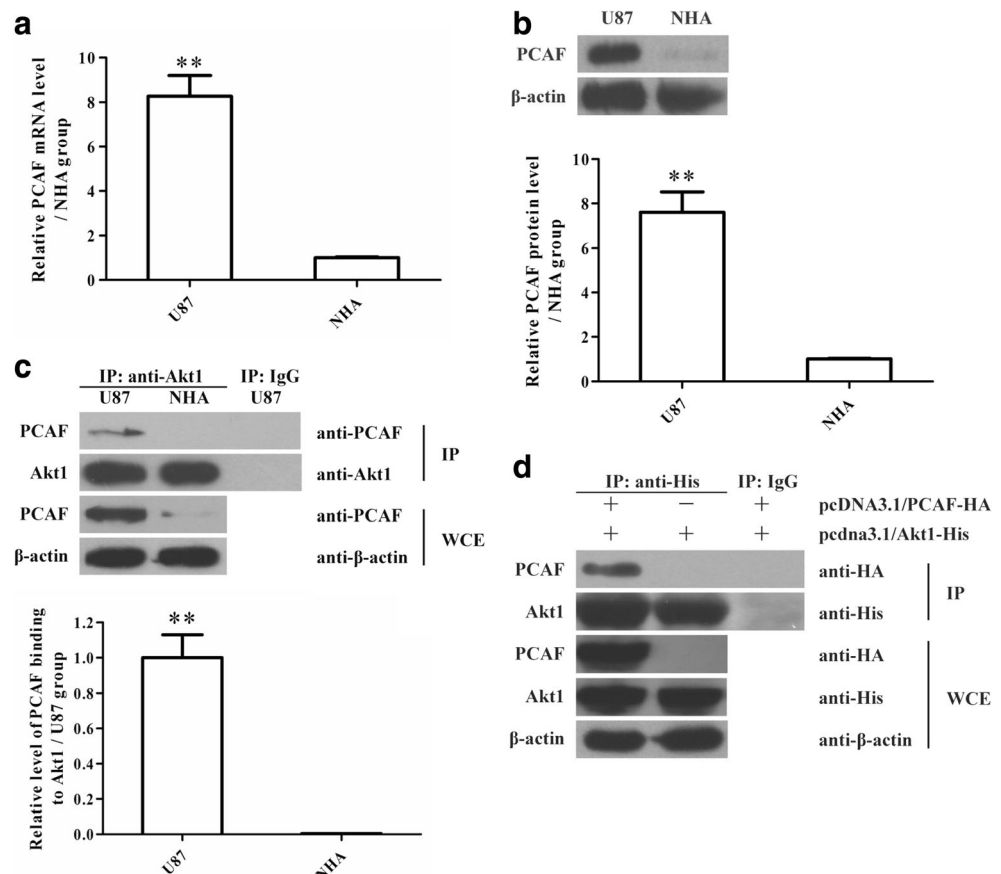 a
Relative PCAF mRNA level
/ NHA group
10
8
6
4
2
0
**
U87
NHA
b
U87 NHA
PCAF
β-actin
Relative PCAF protein level
/ NHA group
10
8
6
4
2
0
**
U87
NHA
c
IP: anti-Akt1 IP: IgG
U87 NHA U87
PCAF anti-PCAF
Akt1 anti-Akt1
IP
PCAF anti-PCAF
β-actin anti-β-actin
WCE
Relative level of PCAF binding
to Akt1 / U87 group
1.2
1.0
0.8
0.6
0.4
0.2
0.0
**
U87
NHA
d
IP: anti-His IP: IgG
+ − + pcDNA3.1/PCAF-HA
+ + + pcdna3.1/Akt1-His
PCAF anti-HA
Akt1 anti-His
IP
PCAF anti-HA
Akt1 anti-His
β-actin anti-β-actin
WCE